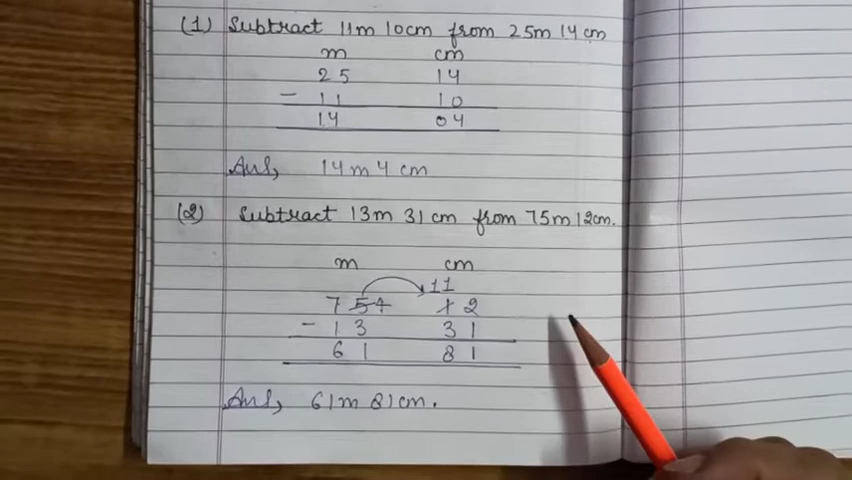 (1) Subtract 11m 10cm from 25m 14cm
m cm
25 14
- 11 10
14 04
Ans, 14m 4cm
(2) Subtract 13m 31cm from 75m 12cm.
m cm
11
7 5 4 1 2
- 1 3 3 1
6 1 8 1
Ans, 61m 81cm.